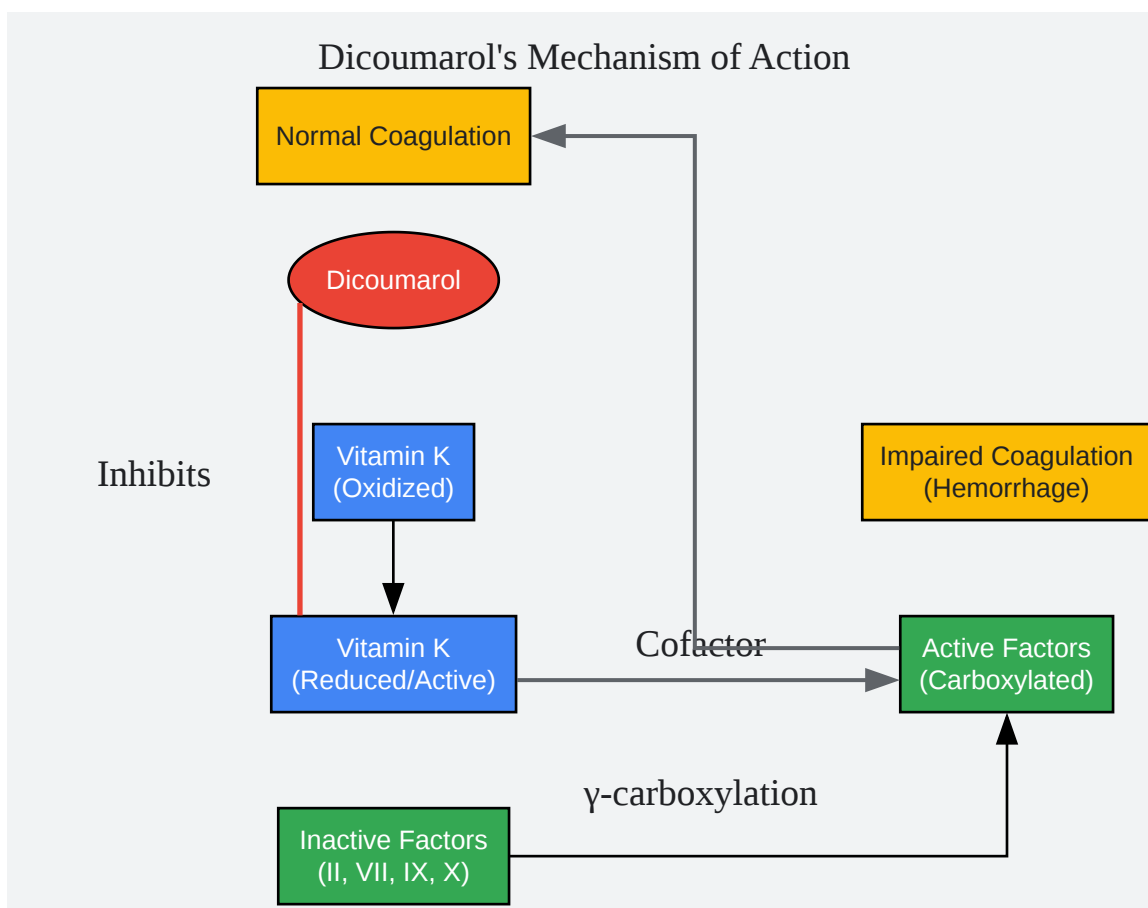 Dicoumarol's Mechanism of Action
Normal Coagulation
Dicoumarol
Inhibits
Vitamin K
(Oxidized)
Impaired Coagulation
(Hemorrhage)
Vitamin K
(Reduced/Active)
Cofactor
Active Factors
(Carboxylated)
γ-carboxylation
Inactive Factors
(II, VII, IX, X)